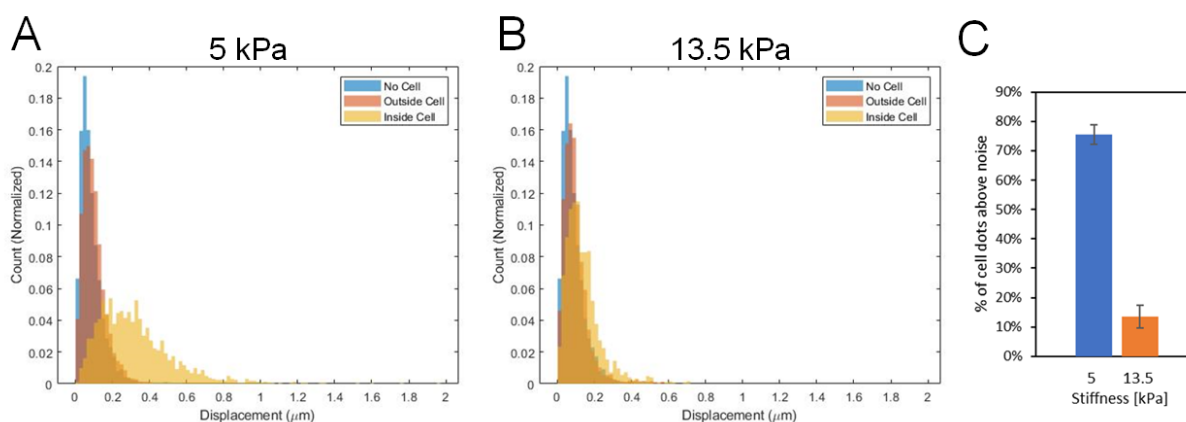 A
5 kPa
0.2
0.18
0.16
0.14
0.12
0.1
0.08
0.06
0.04
0.02
0
Count (Normalized)
No Cell
Outside Cell
Inside Cell
0 0.2 0.4 0.6 0.8 1 1.2 1.4 1.6 1.8 2
Displacement (μm)
B
13.5 kPa
0.2
0.18
0.16
0.14
0.12
0.1
0.08
0.06
0.04
0.02
0
Count (Normalized)
No Cell
Outside Cell
Inside Cell
0 0.2 0.4 0.6 0.8 1 1.2 1.4 1.6 1.8 2
Displacement (μm)
C
90%
80%
70%
60%
50%
40%
30%
20%
10%
0%
% of cell dots above noise
5 13.5
Stiffness [kPa]